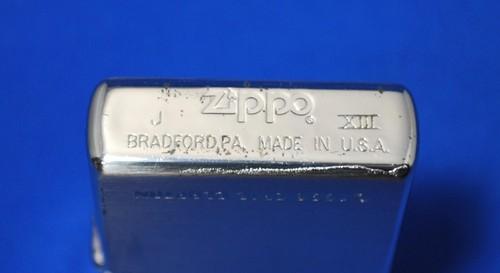 zippo®
J XIII
BRADFORD,PA. MADE IN U.S.A.